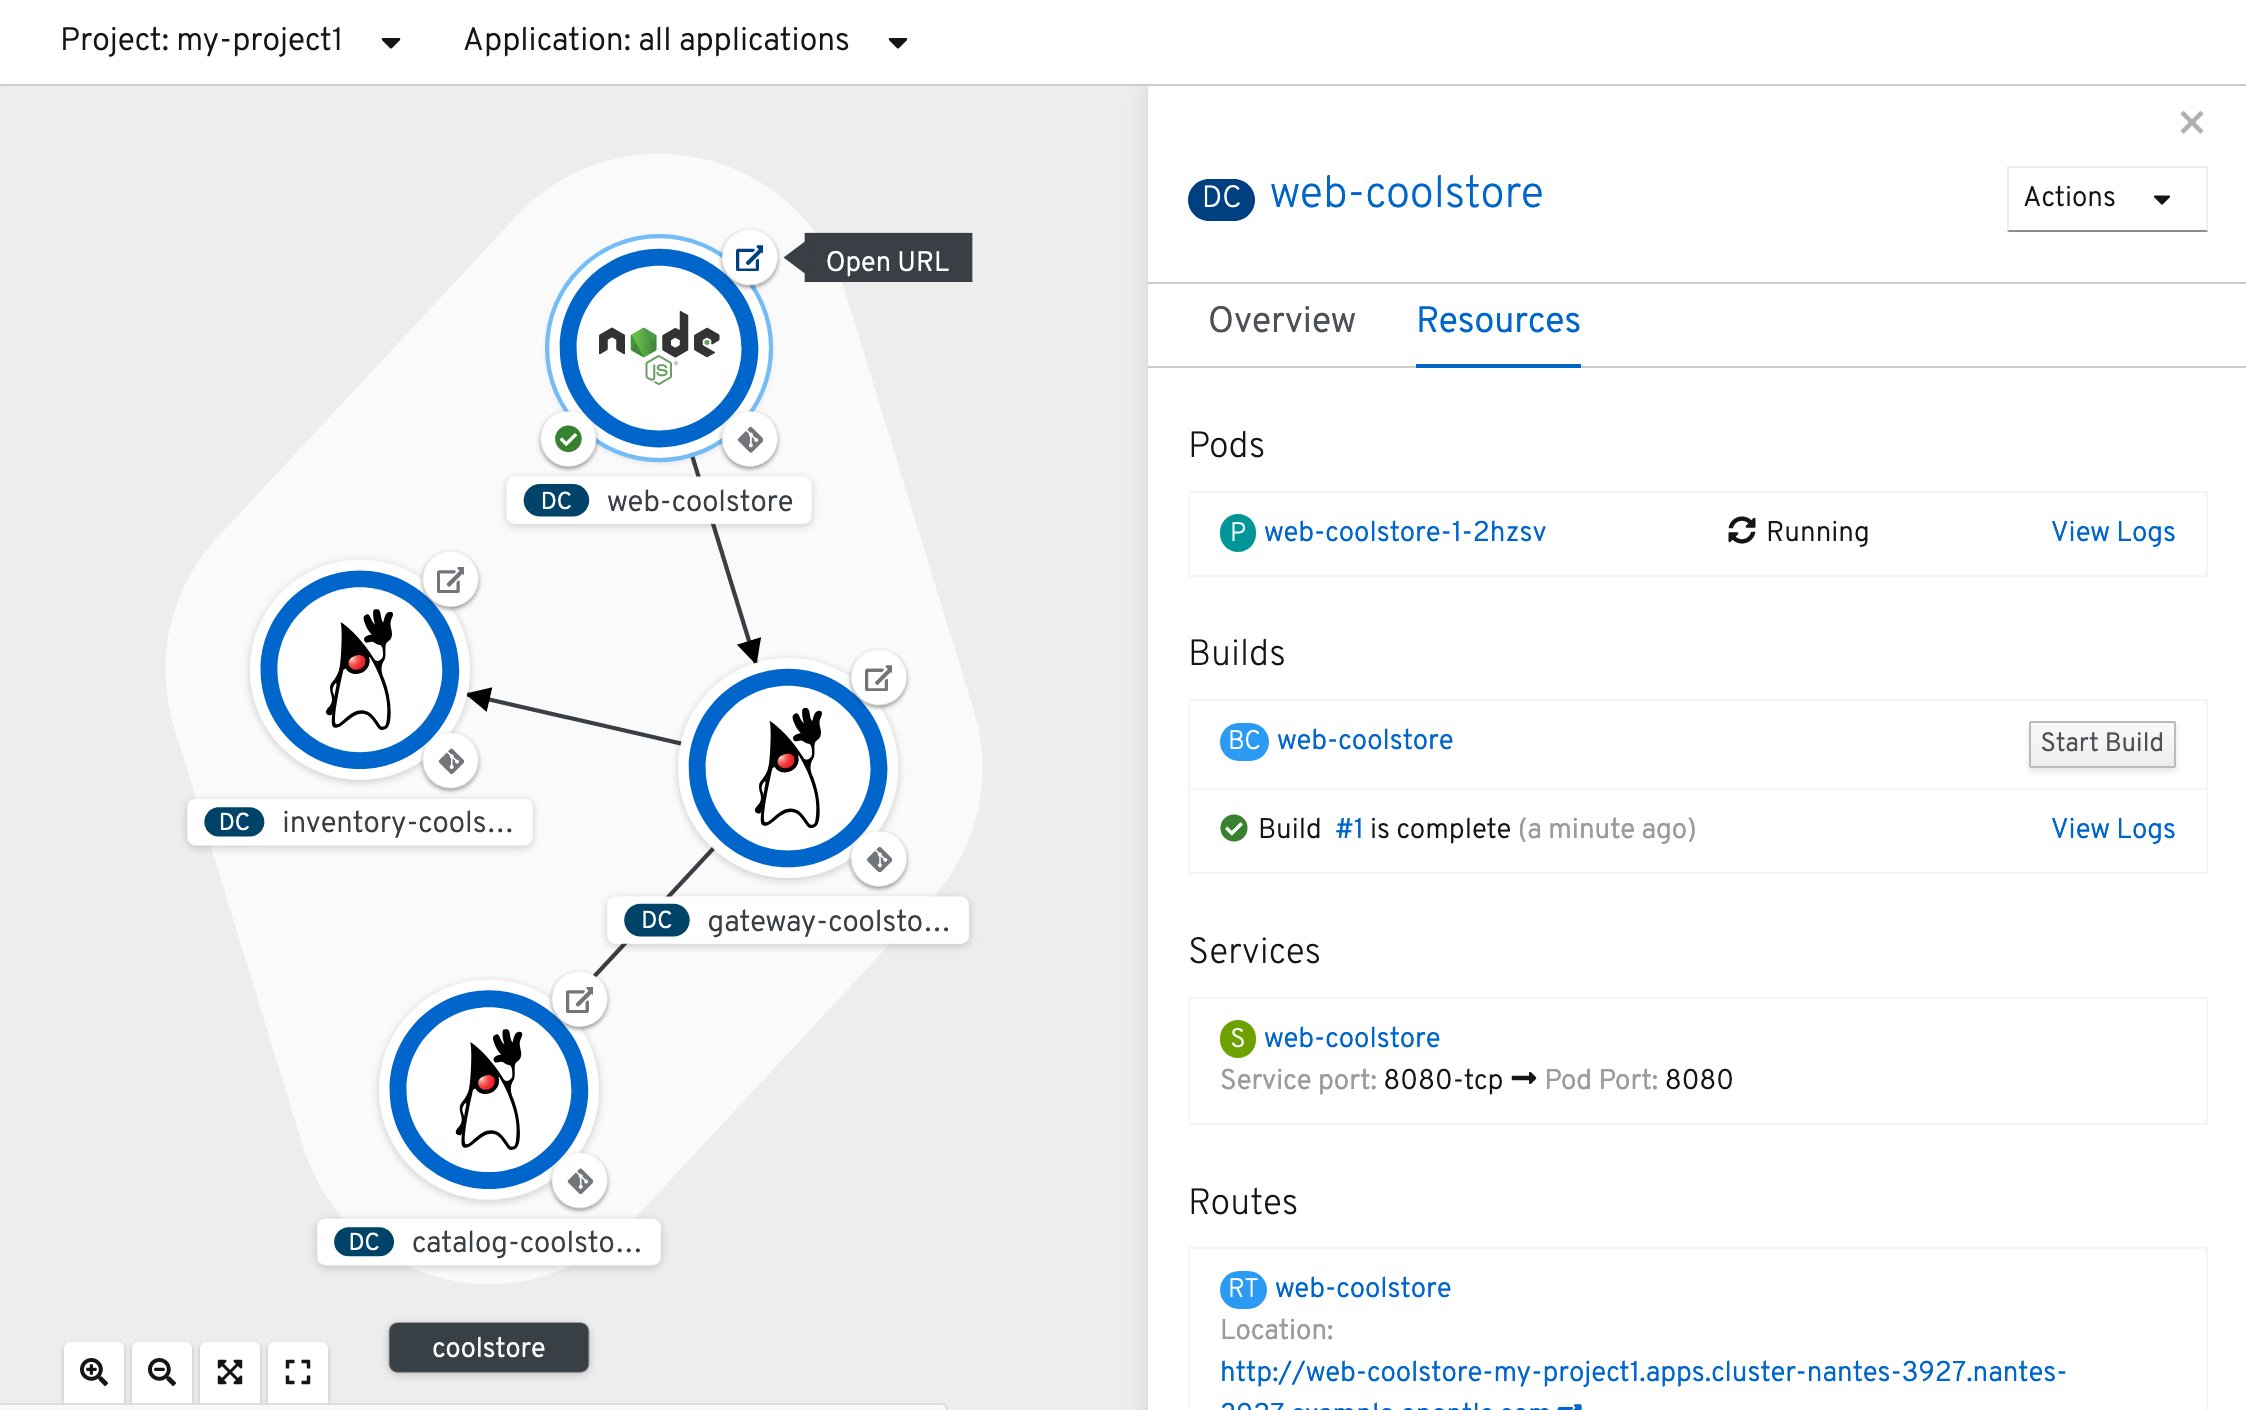 Project: my-project1
Application: all applications
Open URL
node
JS
DC web-coolstore
DC inventory-cools...
DC gateway-coolsto...
DC catalog-coolsto...
coolstore
DC web-coolstore
Actions
Overview Resources
Pods
P web-coolstore-1-2hzsv Running View Logs
Builds
BC web-coolstore Start Build
Build #1 is complete (a minute ago) View Logs
Services
S web-coolstore
Service port: 8080-tcp → Pod Port: 8080
Routes
RT web-coolstore
Location:
http://web-coolstore-my-project1.apps.cluster-nantes-3927.nantes-